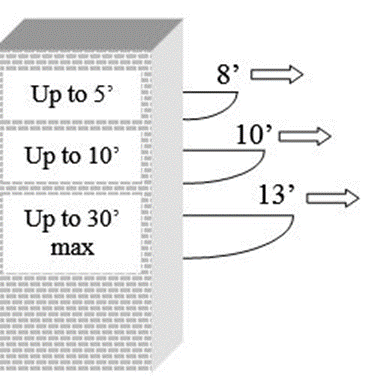 8’
Up to 5’
10’
Up to 10’
13’
Up to 30’
max